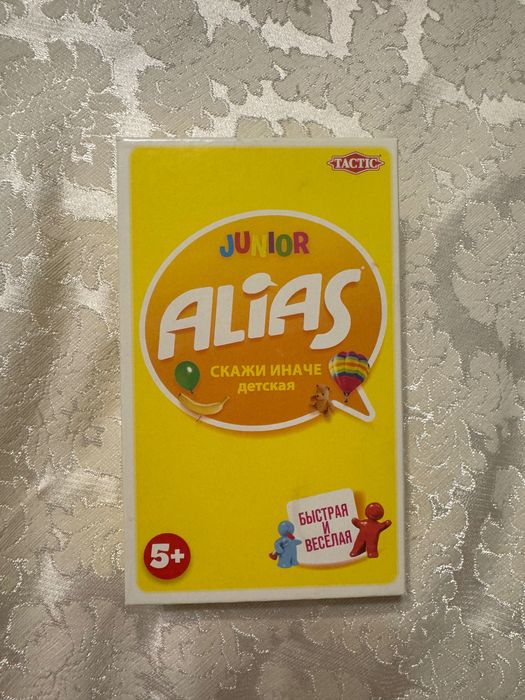 TACTIC
JUNIOR
ALIAS
СКАЖИ ИНАЧЕ
детская
БЫСТРАЯ
И
ВЕСЕЛАЯ
5+